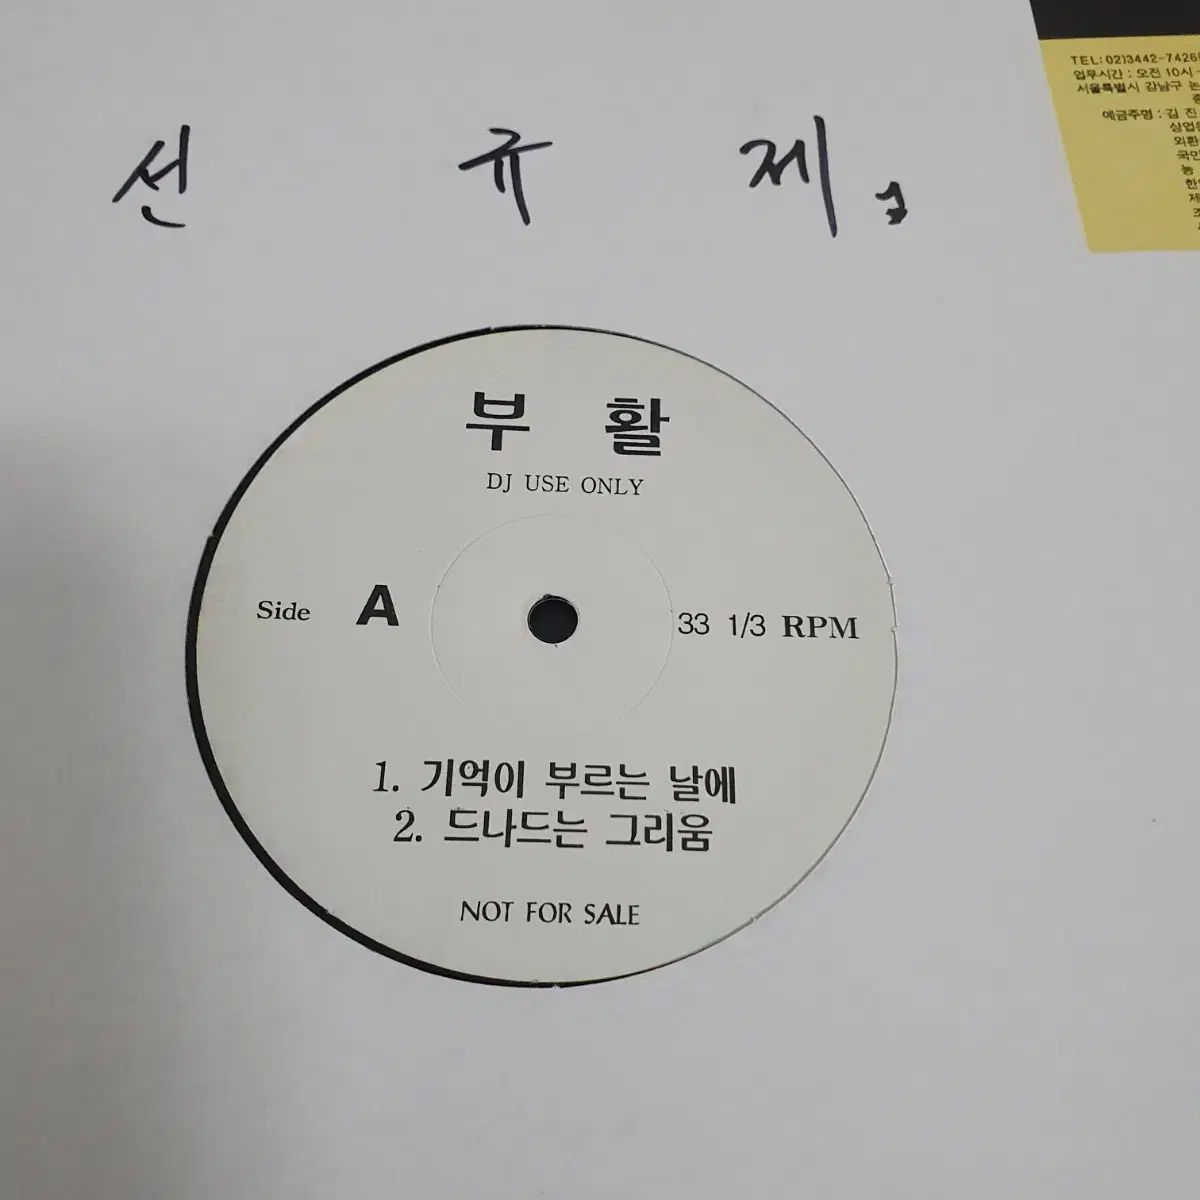 선 규 제
부 활
DJ USE ONLY
Side A
33 1/3 RPM
1. 기억이 부르는 날에
2. 드나드는 그리움
NOT FOR SALE
TEL:02)3442-7426
업무시간 : 오전 10시
서울특별시 강남구
예금주명 : 김 진
외환
농